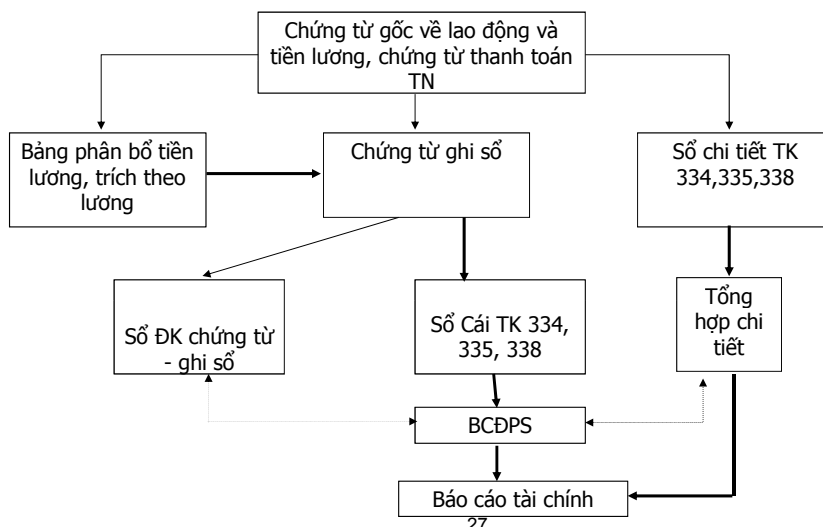 Chứng từ gốc về lao động và
tiền lương, chứng từ thanh toán
TN
Bảng phân bổ tiền
lương, trích theo
lương
Chứng từ ghi sổ
Sổ chi tiết TK
334,335,338
Sổ ĐK chứng từ
- ghi sổ
Sổ Cái TK 334,
335, 338
Tổng
hợp chi
tiết
BCĐPS
Báo cáo tài chính
27